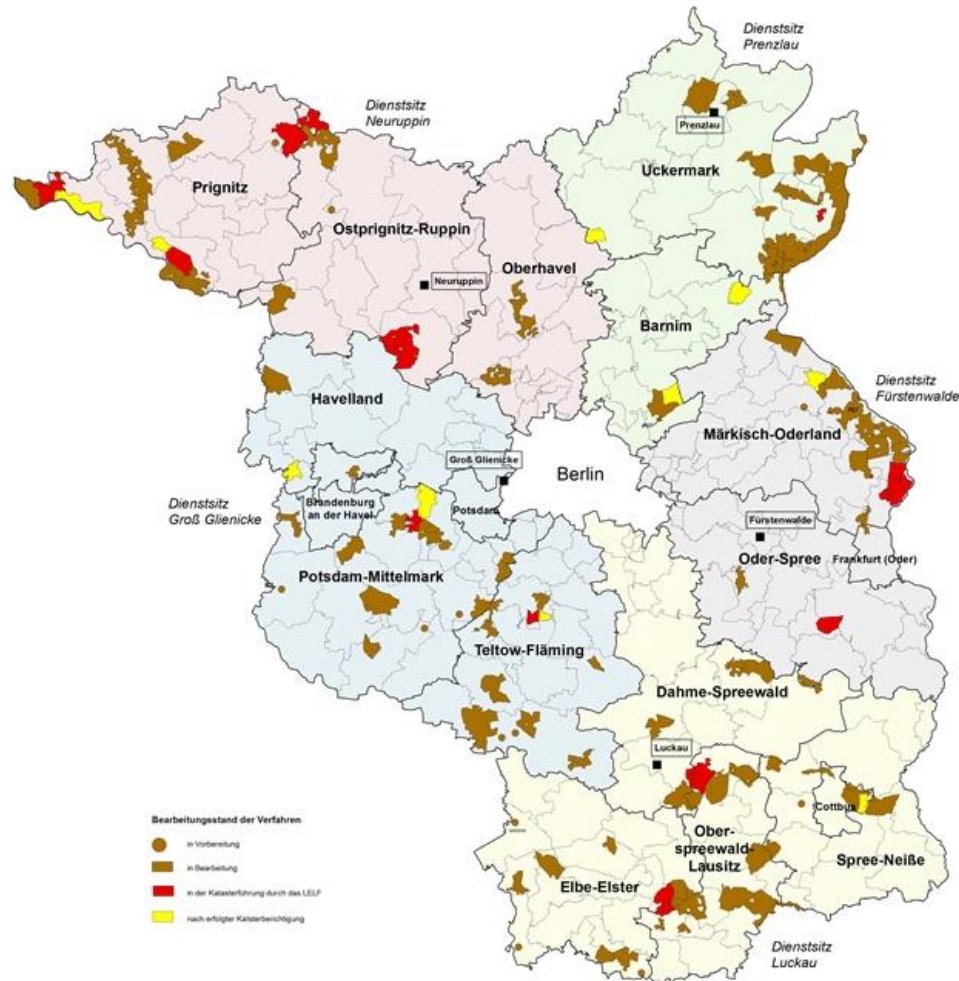 Dienstsitz
Prenzlau
Dienstsitz
Neuruppin
Prenzlau
Uckermark
Prignitz
Ostprignitz-Ruppin
Oberhavel
Neuruppin
Barnim
Dienstsitz
Fürstenwalde
Havelland
Märkisch-Oderland
Groß Glienicke
Berlin
Dienstsitz
Groß Glienicke
Brandenburg
an der Havel
Potsdam
Fürstenwalde
Oder-Spree
Frankfurt (Oder)
Potsdam-Mittelmark
Teltow-Fläming
Dahme-Spreewald
Luckau
Cottbus
Ober-
spreewald-
Lausitz
Spree-Neiße
Elbe-Elster
Dienstsitz
Luckau
Bearbeitungsstand der Verfahren
in Vorbereitung
in Bearbeitung
in der Katasterführung durch das LELF
nach erfolgter Katsterberichtigung